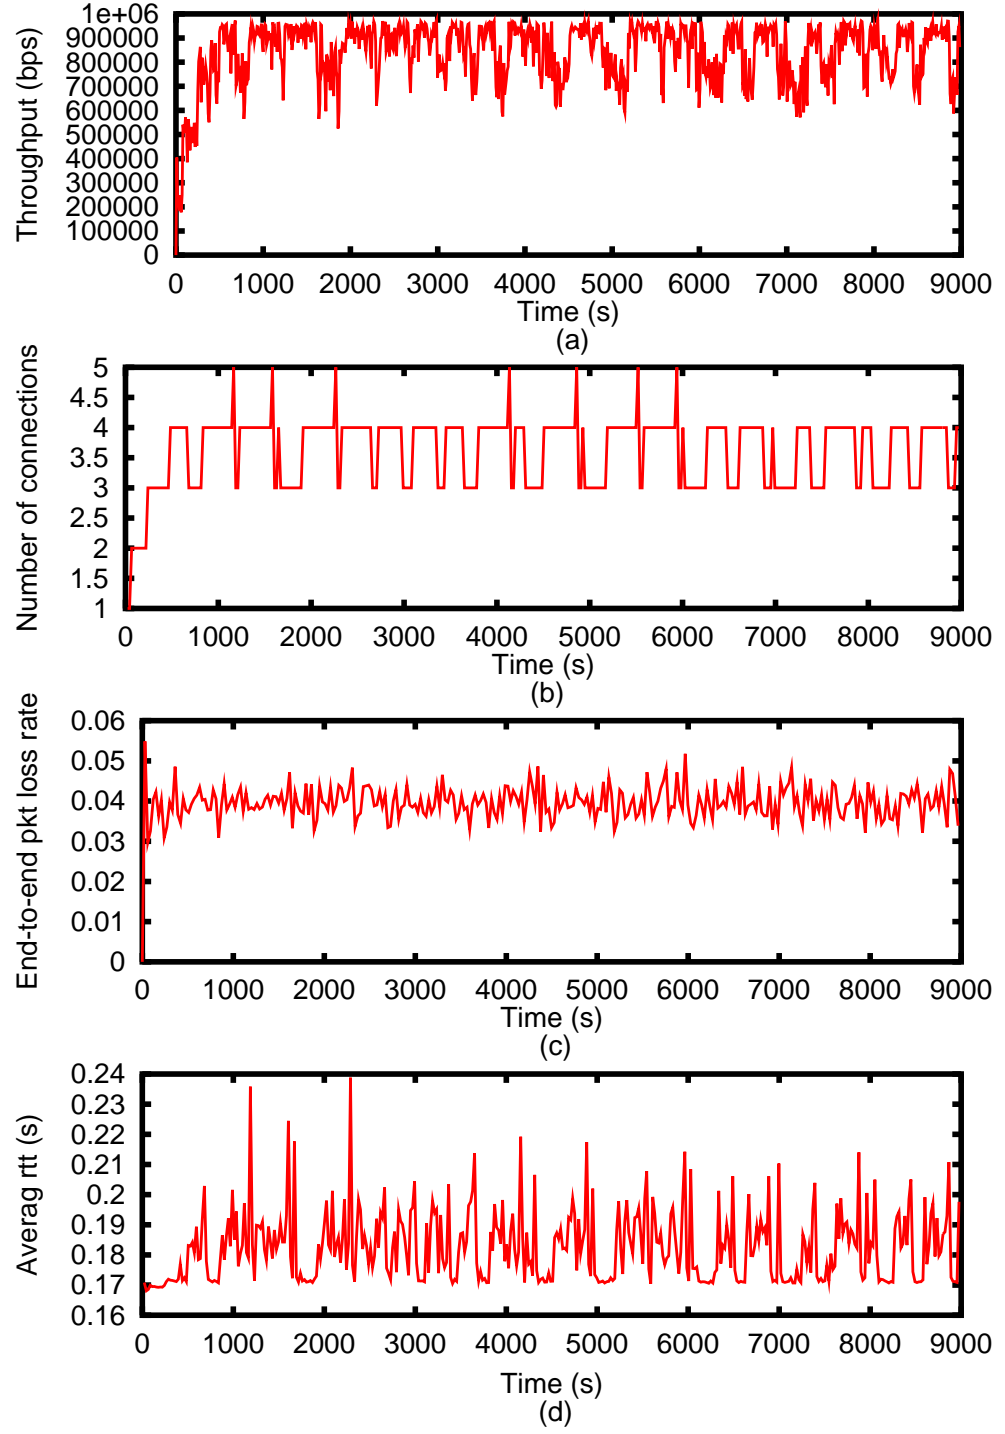 1e+06
900000
800000
700000
600000
500000
400000
300000
200000
100000
0
Throughput (bps)
0 1000 2000 3000 4000 5000 6000 7000 8000 9000
Time (s)
(a)
5
4.5
4
3.5
3
2.5
2
1.5
1
Number of connections
0 1000 2000 3000 4000 5000 6000 7000 8000 9000
Time (s)
(b)
0.06
0.05
0.04
0.03
0.02
0.01
0
End-to-end pkt loss rate
0 1000 2000 3000 4000 5000 6000 7000 8000 9000
Time (s)
(c)
0.24
0.23
0.22
0.21
0.2
0.19
0.18
0.17
0.16
Averag rtt (s)
0 1000 2000 3000 4000 5000 6000 7000 8000 9000
Time (s)
(d)